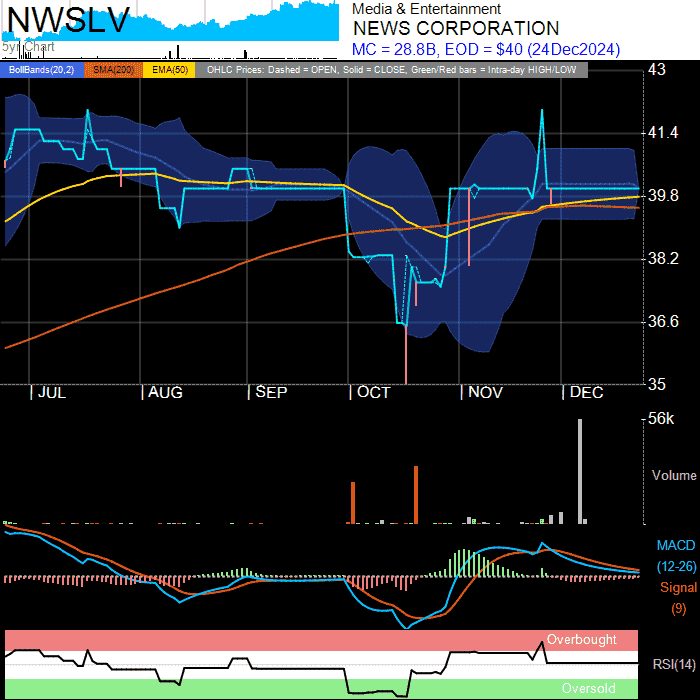 NWSLV
5yr Chart
Media & Entertainment
NEWS CORPORATION
MC = 28.8B, EOD = $40 (24Dec2024)
BollBands(20,2) SMA(200) EMA(50) OHLC Prices: Dashed = OPEN, Solid = CLOSE, Green/Red bars = Intra-day HIGH/LOW
43
41.4
39.8
38.2
36.6
35
JUL AUG SEP OCT NOV DEC
56k
Volume
MACD
(12-26)
Signal
(9)
Overbought
RSI(14)
Oversold